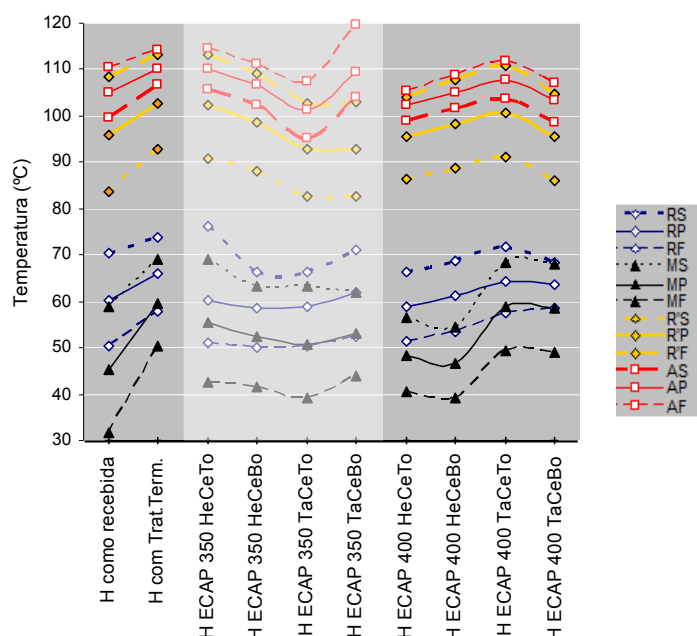 120
110
100
90
80
70
60
50
40
30
Temperatura (ºC)
H como recebida
H com Trat.Term.
H ECAP 350 HeCeTo
H ECAP 350 HeCeBo
H ECAP 350 TaCeTo
H ECAP 350 TaCeBo
H ECAP 400 HeCeTo
H ECAP 400 HeCeBo
H ECAP 400 TaCeTo
H ECAP 400 TaCeBo
RS
RP
RF
MS
MP
MF
R'S
R'P
R'F
AS
AP
AF